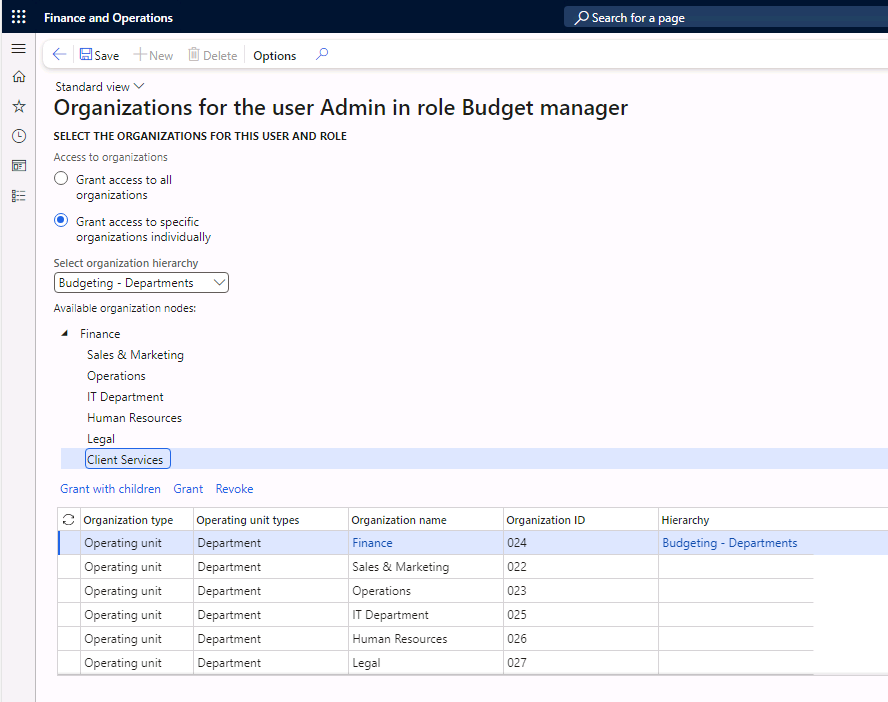 Finance and Operations
Search for a page
Save New Delete Options
Standard view
Organizations for the user Admin in role Budget manager
SELECT THE ORGANIZATIONS FOR THIS USER AND ROLE
Access to organizations
Grant access to all
organizations
Grant access to specific
organizations individually
Select organization hierarchy
Budgeting - Departments
Available organization nodes:
Finance
Sales & Marketing
Operations
IT Department
Human Resources
Legal
Client Services
Grant with children Grant Revoke
Organization type Operating unit types Organization name Organization ID Hierarchy
Operating unit Department Finance 024 Budgeting - Departments
Operating unit Department Sales & Marketing 022
Operating unit Department Operations 023
Operating unit Department IT Department 025
Operating unit Department Human Resources 026
Operating unit Department Legal 027